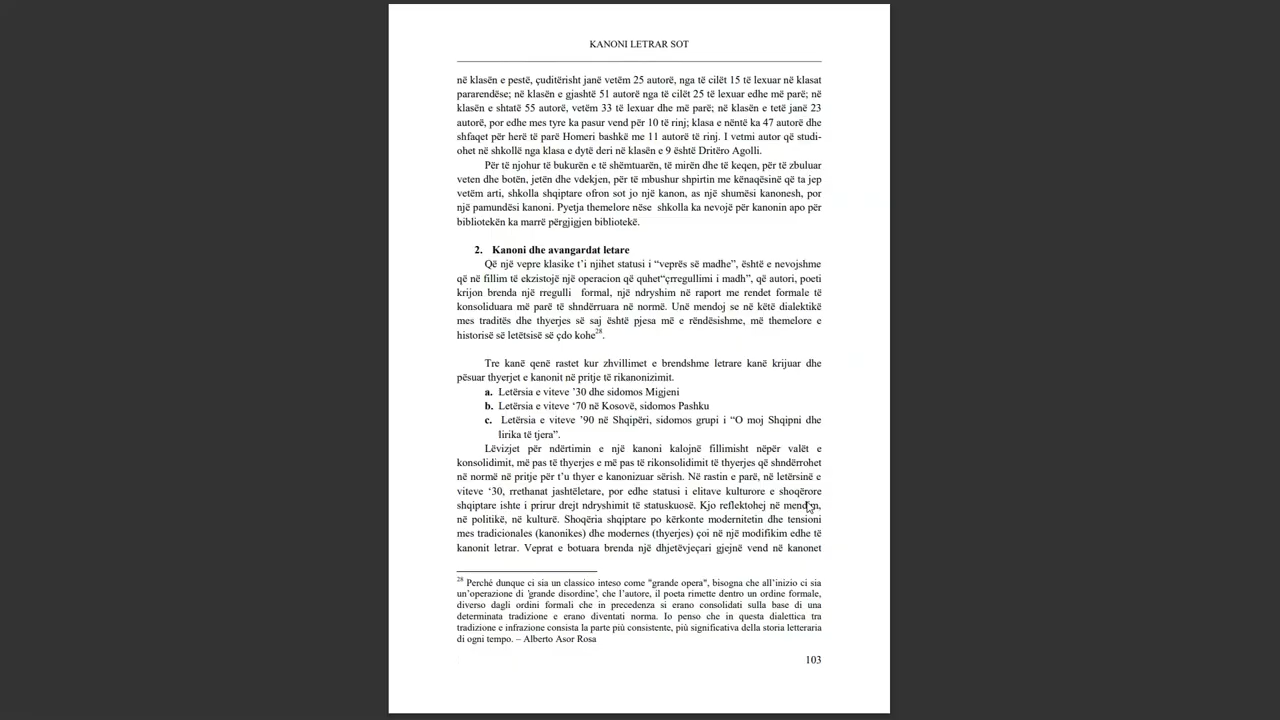 KANONI LETRAR SOT
në klasën e pestë, çuditërisht janë vetëm 25 autorë, nga të cilët 15 të lexuar në klasat
pararendëse; në klasën e gjashtë 51 autorë nga të cilët 25 të lexuar edhe më parë; në
klasën e shtatë 55 autorë, vetëm 33 të lexuar dhe më parë; në klasën e tetë janë 23
autorë, por edhe mes tyre ka pasur vend për 10 të rinj; klasa e nëntë ka 47 autorë dhe
shfaqet për herë të parë Homeri bashkë me 11 autorë të rinj. I vetmi autor që studi-
ohet në shkollë nga klasa e dytë deri në klasën e 9 është Dritëro Agolli.
Për të njohur të bukurën e të shëmtuarën, të mirën dhe të keqen, për të zbuluar
veten dhe botën, jetën dhe vdekjen, për të mbushur shpirtin me kënaqësinë që ta jep
vetëm arti, shkolla shqiptare ofron sot jo një kanon, as një shumësi kanonesh, por
një pamundësi kanoni. Pyetja themelore nëse shkolla ka nevojë për kanonin apo për
bibliotekën ka marrë përgjigjen bibliotekë.
2. Kanoni dhe avangardat letare
Që një vepre klasike t’i njihet statusi i “veprës së madhe”, është e nevojshme
që në fillim të ekzistojë një operacion që quhet“çrregullimi i madh”, që autori, poeti
krijon brenda një rregulli formal, një ndryshim në raport me rendet formale të
konsoliduara më parë të shndërruara në normë. Unë mendoj se në këtë dialektikë
mes traditës dhe thyerjes së saj është pjesa më e rëndësishme, më themelore e
historisë së letëtsisë së çdo kohe28.
Tre kanë qenë rastet kur zhvillimet e brendshme letrare kanë krijuar dhe
pësuar thyerjet e kanonit në pritje të rikanonizimit.
a. Letërsia e viteve ’30 dhe sidomos Migjeni
b. Letërsia e viteve ‘70 në Kosovë, sidomos Pashku
c. Letërsia e viteve ’90 në Shqipëri, sidomos grupi i “O moj Shqipni dhe
lirika të tjera”.
Lëvizjet për ndërtimin e një kanoni kalojnë fillimisht nëpër valët e
konsolidimit, më pas të thyerjes e më pas të rikonsolidimit të thyerjes që shndërrohet
në normë në pritje për t’u thyer e kanonizuar sërish. Në rastin e parë, në letërsinë e
viteve ‘30, rrethanat jashtëletare, por edhe statusi i elitave kulturore e shoqërore
shqiptare ishte i prirur drejt ndryshimit të statuskuosë. Kjo reflektohej në mendim,
në politikë, në kulturë. Shoqëria shqiptare po kërkonte modernitetin dhe tensioni
mes tradicionales (kanonikes) dhe modernes (thyerjes) çoi në një modifikim edhe të
kanonit letrar. Veprat e botuara brenda një dhjetëvjeçari gjejnë vend në kanonet
28 Perché dunque ci sia un classico inteso come "grande opera", bisogna che all’inizio ci sia
un’operazione di 'grande disordine', che l’autore, il poeta rimette dentro un ordine formale,
diverso dagli ordini formali che in precedenza si erano consolidati sulla base di una
determinata tradizione e erano diventati norma. Io penso che in questa dialettica tra
tradizione e infrazione consista la parte più consistente, più significativa della storia letteraria
di ogni tempo. – Alberto Asor Rosa
103